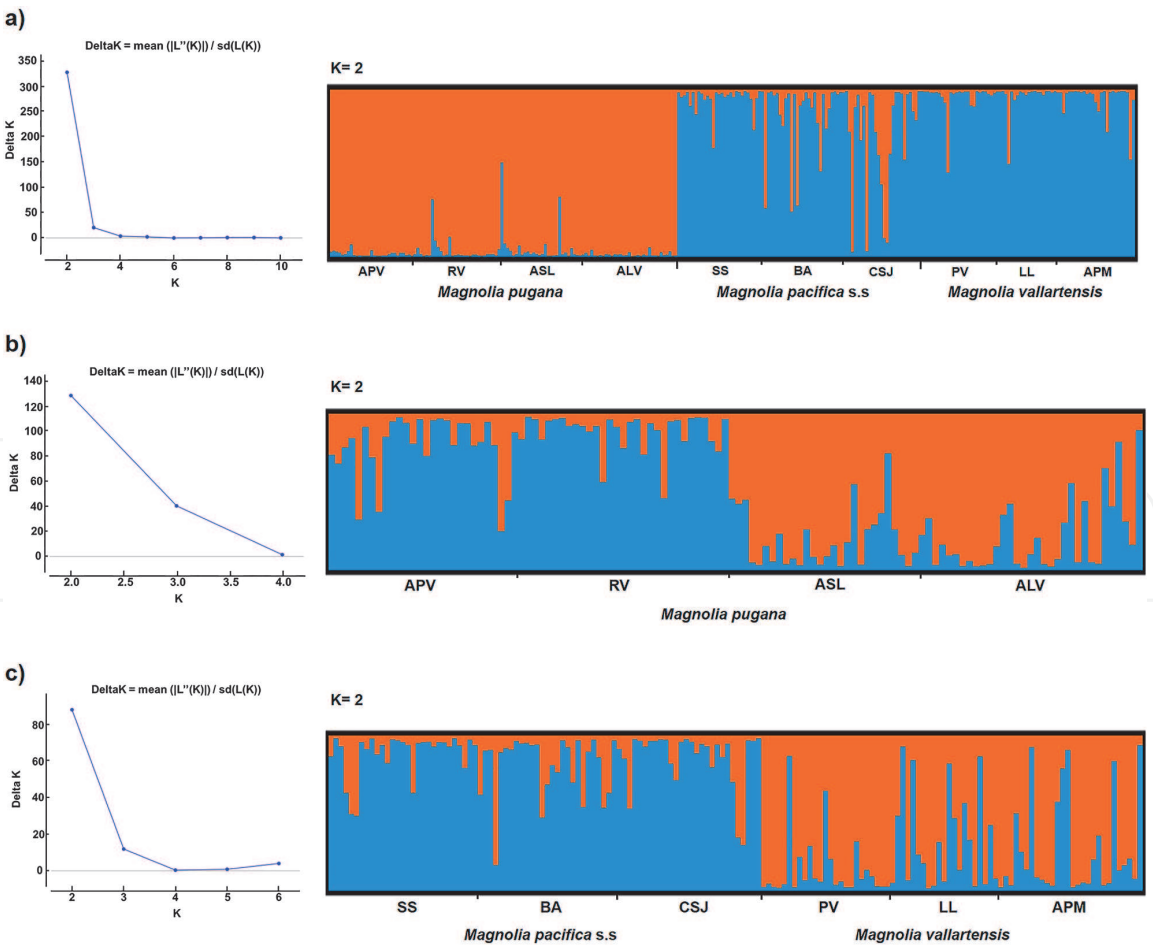 a)
DeltaK = mean (|L"(K)|) / sd(L(K))
350
300
250
200
150
100
50
0
Delta K
2 4 6 8 10
K
K= 2
APV RV ASL ALV SS BA CSJ PV LL APM
Magnolia pugana Magnolia pacifica s.s Magnolia vallartensis
b)
DeltaK = mean (|L"(K)|) / sd(L(K))
140
120
100
80
60
40
20
0
Delta K
2.0 2.5 3.0 3.5 4.0
K
K= 2
APV RV ASL ALV
Magnolia pugana
c)
DeltaK = mean (|L"(K)|) / sd(L(K))
80
60
40
20
0
Delta K
2 3 4 5 6
K
K= 2
SS BA CSJ PV LL APM
Magnolia pacifica s.s Magnolia vallartensis